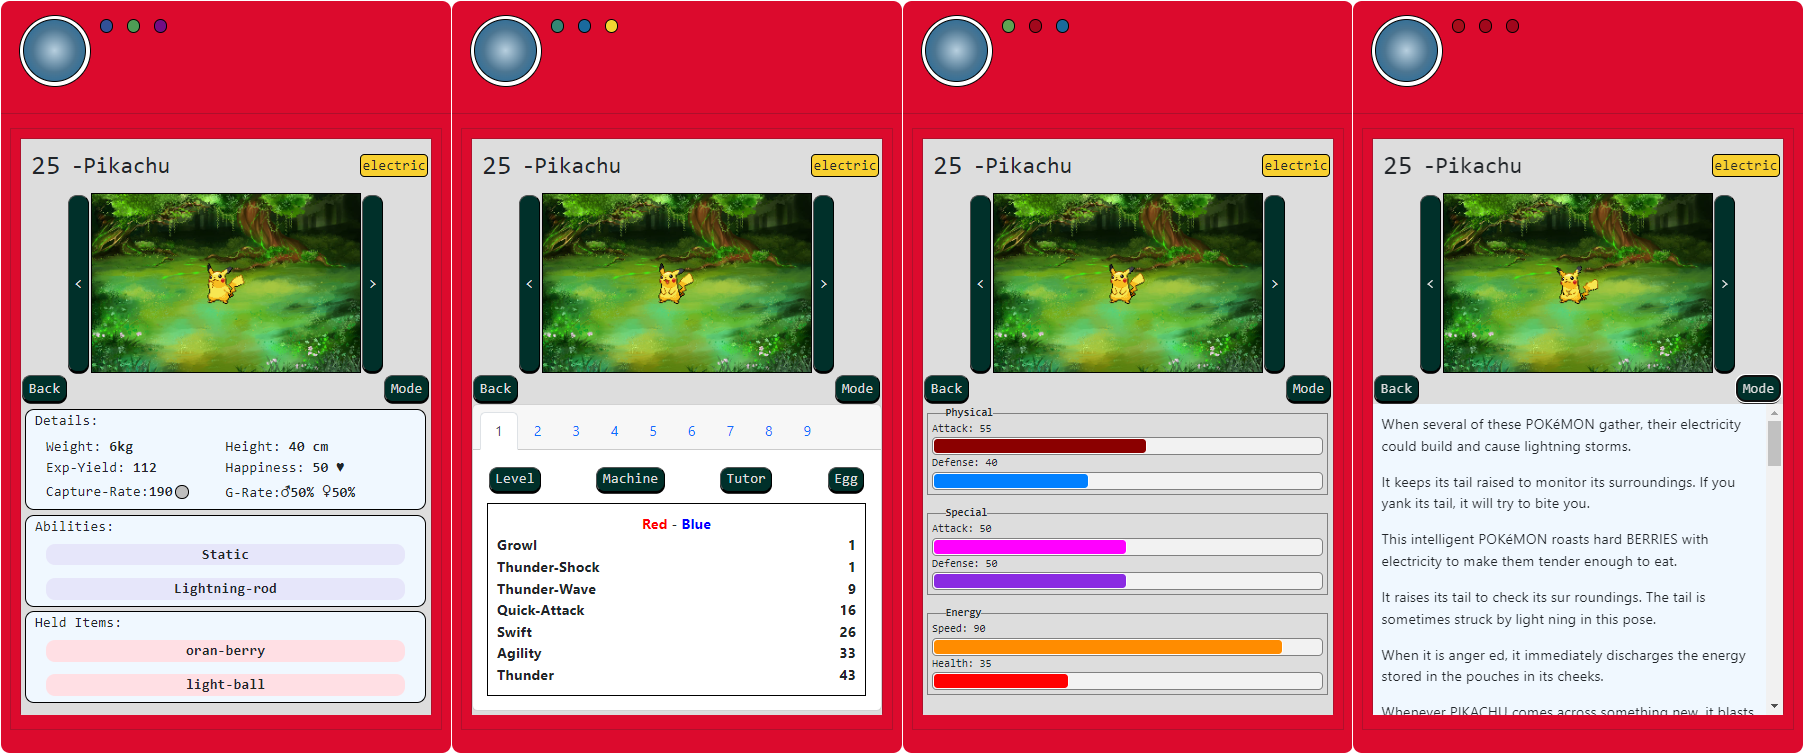 25 -Pikachu
electric
<
>
Back
Mode
Details:
Weight: 6kg
Height: 40 cm
Exp-Yield: 112
Happiness: 50 ♥
Capture-Rate:190
G-Rate:♂50% ♀50%
Abilities:
Static
Lightning-rod
Held Items:
oran-berry
light-ball
25 -Pikachu
electric
<
>
Back
Mode
1 2 3 4 5 6 7 8 9
Level
Machine
Tutor
Egg
Red - Blue
Growl 1
Thunder-Shock 1
Thunder-Wave 9
Quick-Attack 16
Swift 26
Agility 33
Thunder 43
25 -Pikachu
electric
<
>
Back
Mode
Physical
Attack: 55
Defense: 40
Special
Attack: 50
Defense: 50
Energy
Speed: 90
Health: 35
25 -Pikachu
electric
<
>
Back
Mode
When several of these POKéMON gather, their electricity
could build and cause lightning storms.
It keeps its tail raised to monitor its surroundings. If you
yank its tail, it will try to bite you.
This intelligent POKéMON roasts hard BERRIES with
electricity to make them tender enough to eat.
It raises its tail to check its sur roundings. The tail is
sometimes struck by light ning in this pose.
When it is anger ed, it immediately discharges the energy
stored in the pouches in its cheeks.
Whenever PIKACHU comes across something new, it blasts